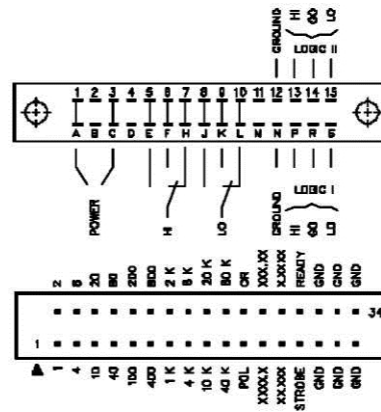 GROUND HI GO LO
LOGIC II
1 2 3 4 5 6 7 8 9 10 11 12 13 14 15
A B C D E F H J K L M N P R S
POWER HI LO GROUND HI GO LO
LOGIC I
2 8 20 80 200 800 2 K 8 K 20 K 80 K OR XXX.XX X.XXXX READY GND GND GND
34
1
1 4 10 40 100 400 1 K 4 K 10 K 40 K POL XXXX.X XX.XXX STROBE GND GND GND